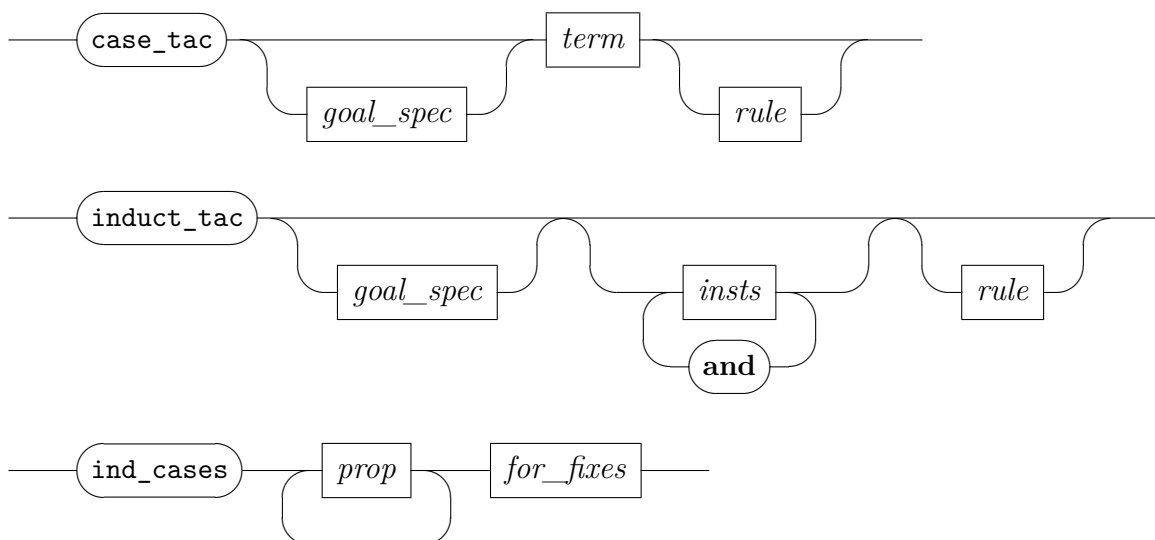 case_tac term
goal_spec rule
induct_tac
goal_spec insts rule
and
ind_cases prop for_fixes